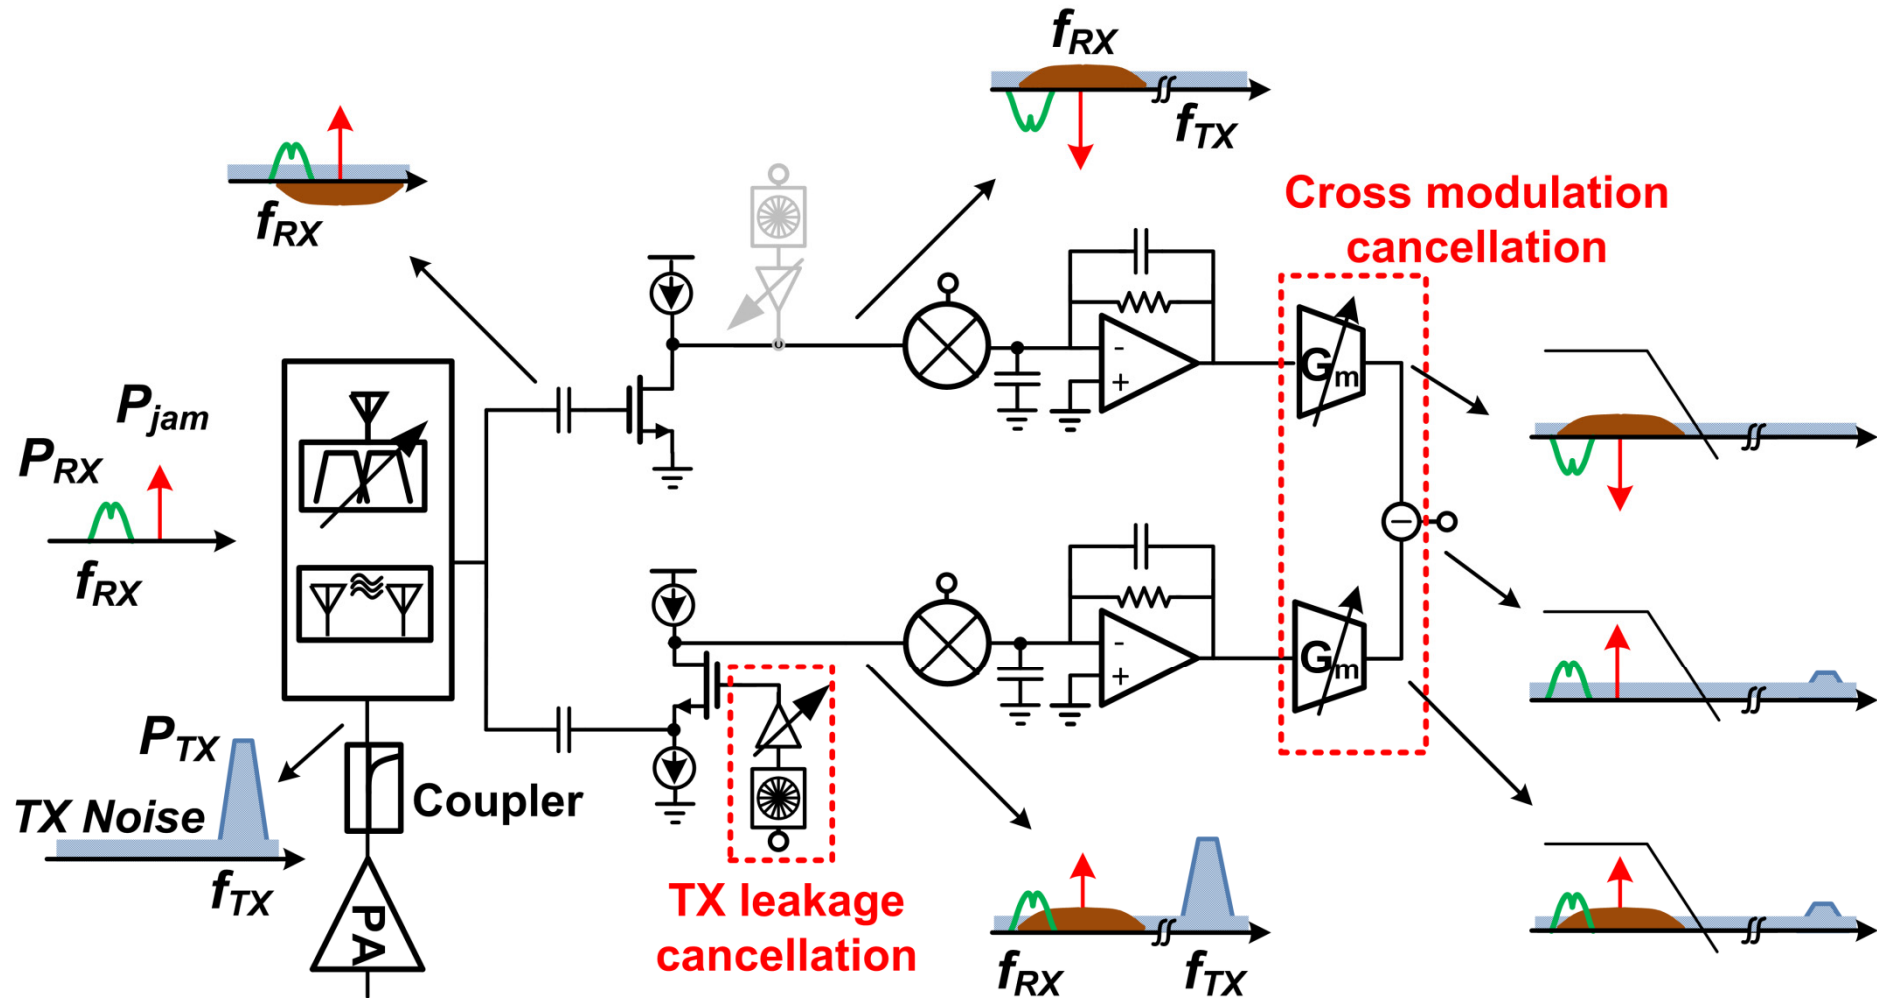 f_RX
f_TX
Cross modulation
cancellation
f_RX
P_jam
P_RX
f_RX
-
+
G_m
-
+
G_m
−
P_TX
TX Noise
f_TX
Coupler
PA
TX leakage
cancellation
f_RX
f_TX